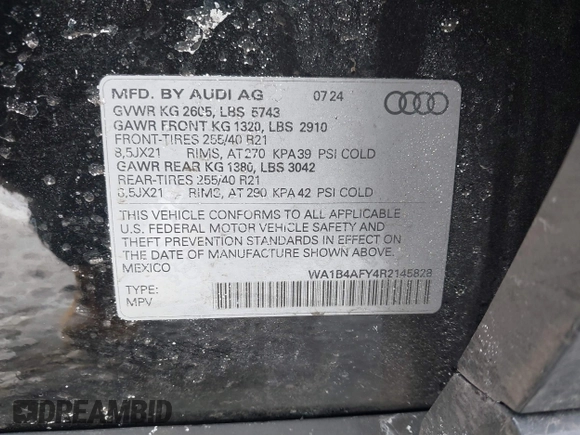 MFD. BY AUDI AG 07 24
GVWR KG 2605, LBS 5743
GAWR FRONT KG 1320, LBS 2910
FRONT-TIRES 255/40 R21
8,5JX21 RIMS, AT 270 KPA 39 PSI COLD
GAWR REAR KG 1380, LBS 3042
REAR-TIRES 255/40 R21
8,5JX21 RIMS, AT 290 KPA 42 PSI COLD
THIS VEHICLE CONFORMS TO ALL APPLICABLE
U.S. FEDERAL MOTOR VEHICLE SAFETY AND
THEFT PREVENTION STANDARDS IN EFFECT ON
THE DATE OF MANUFACTURE SHOWN ABOVE.
MEXICO WA1B4AFY4R2145828
TYPE:
MPV
DREAMBID